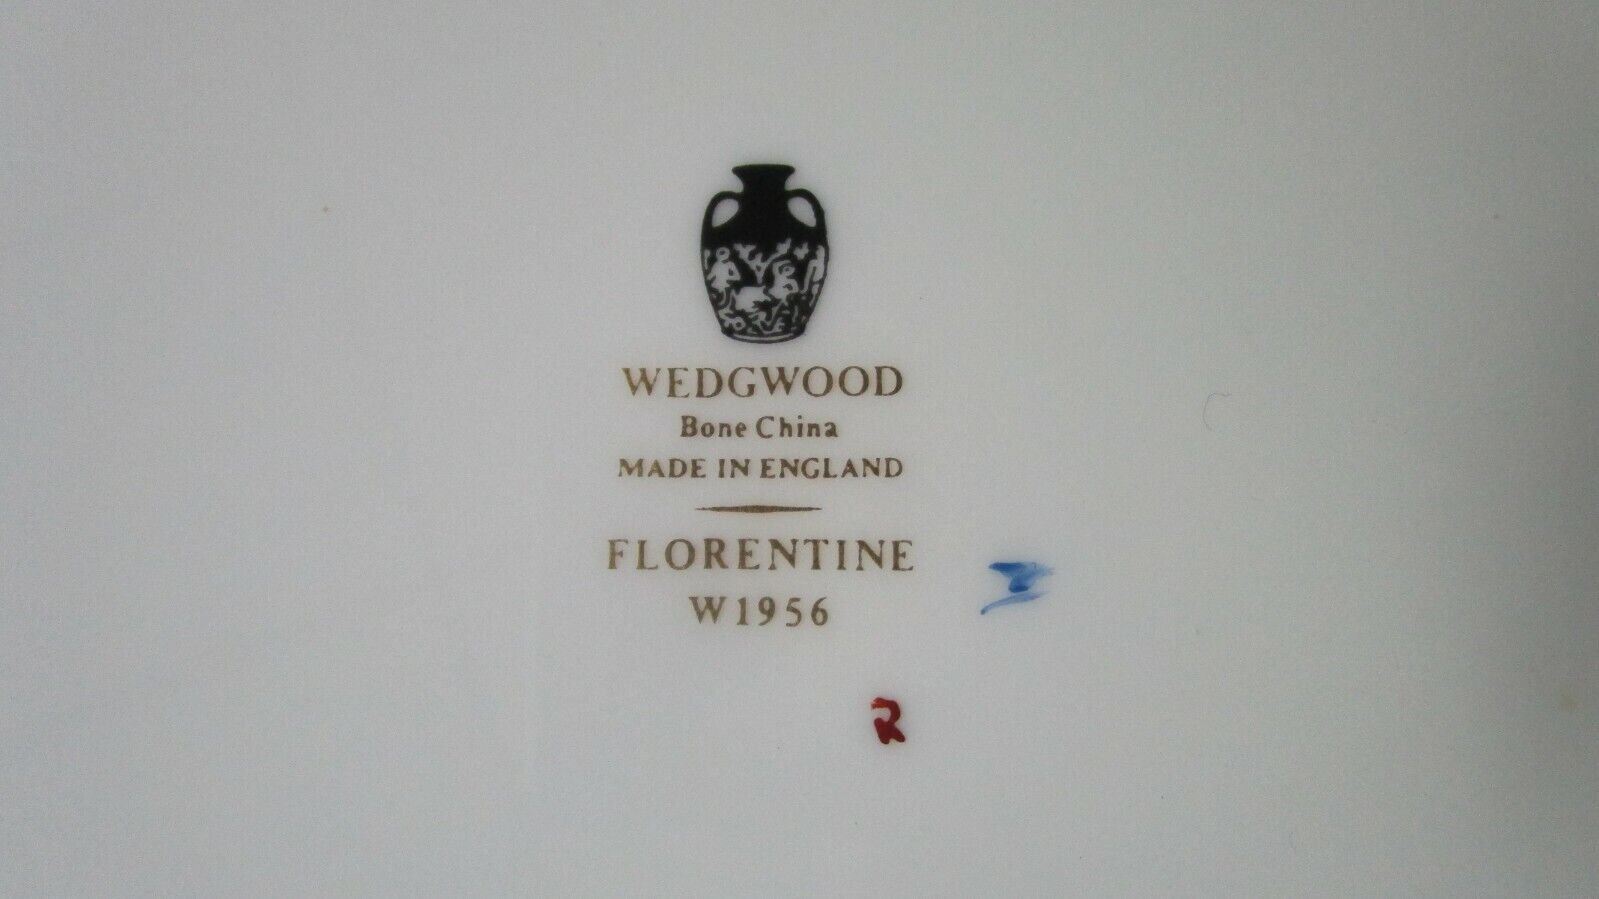 WEDGWOOD
Bone China
MADE IN ENGLAND
FLORENTINE
W1956
R